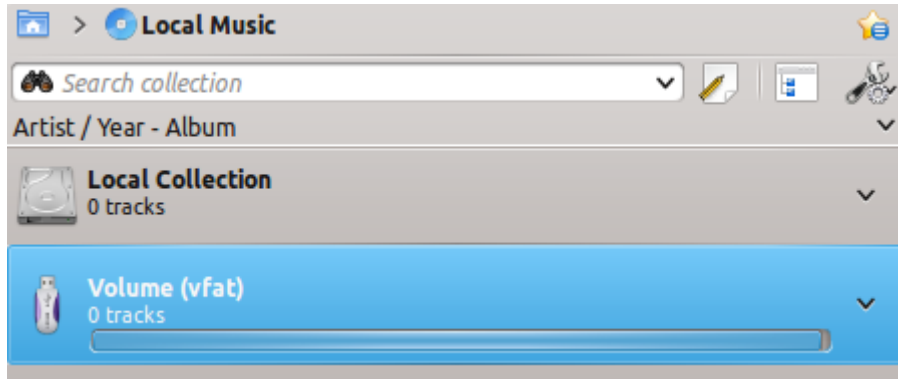 > Local Music
Search collection
Artist / Year - Album
Local Collection
0 tracks
Volume (vfat)
0 tracks